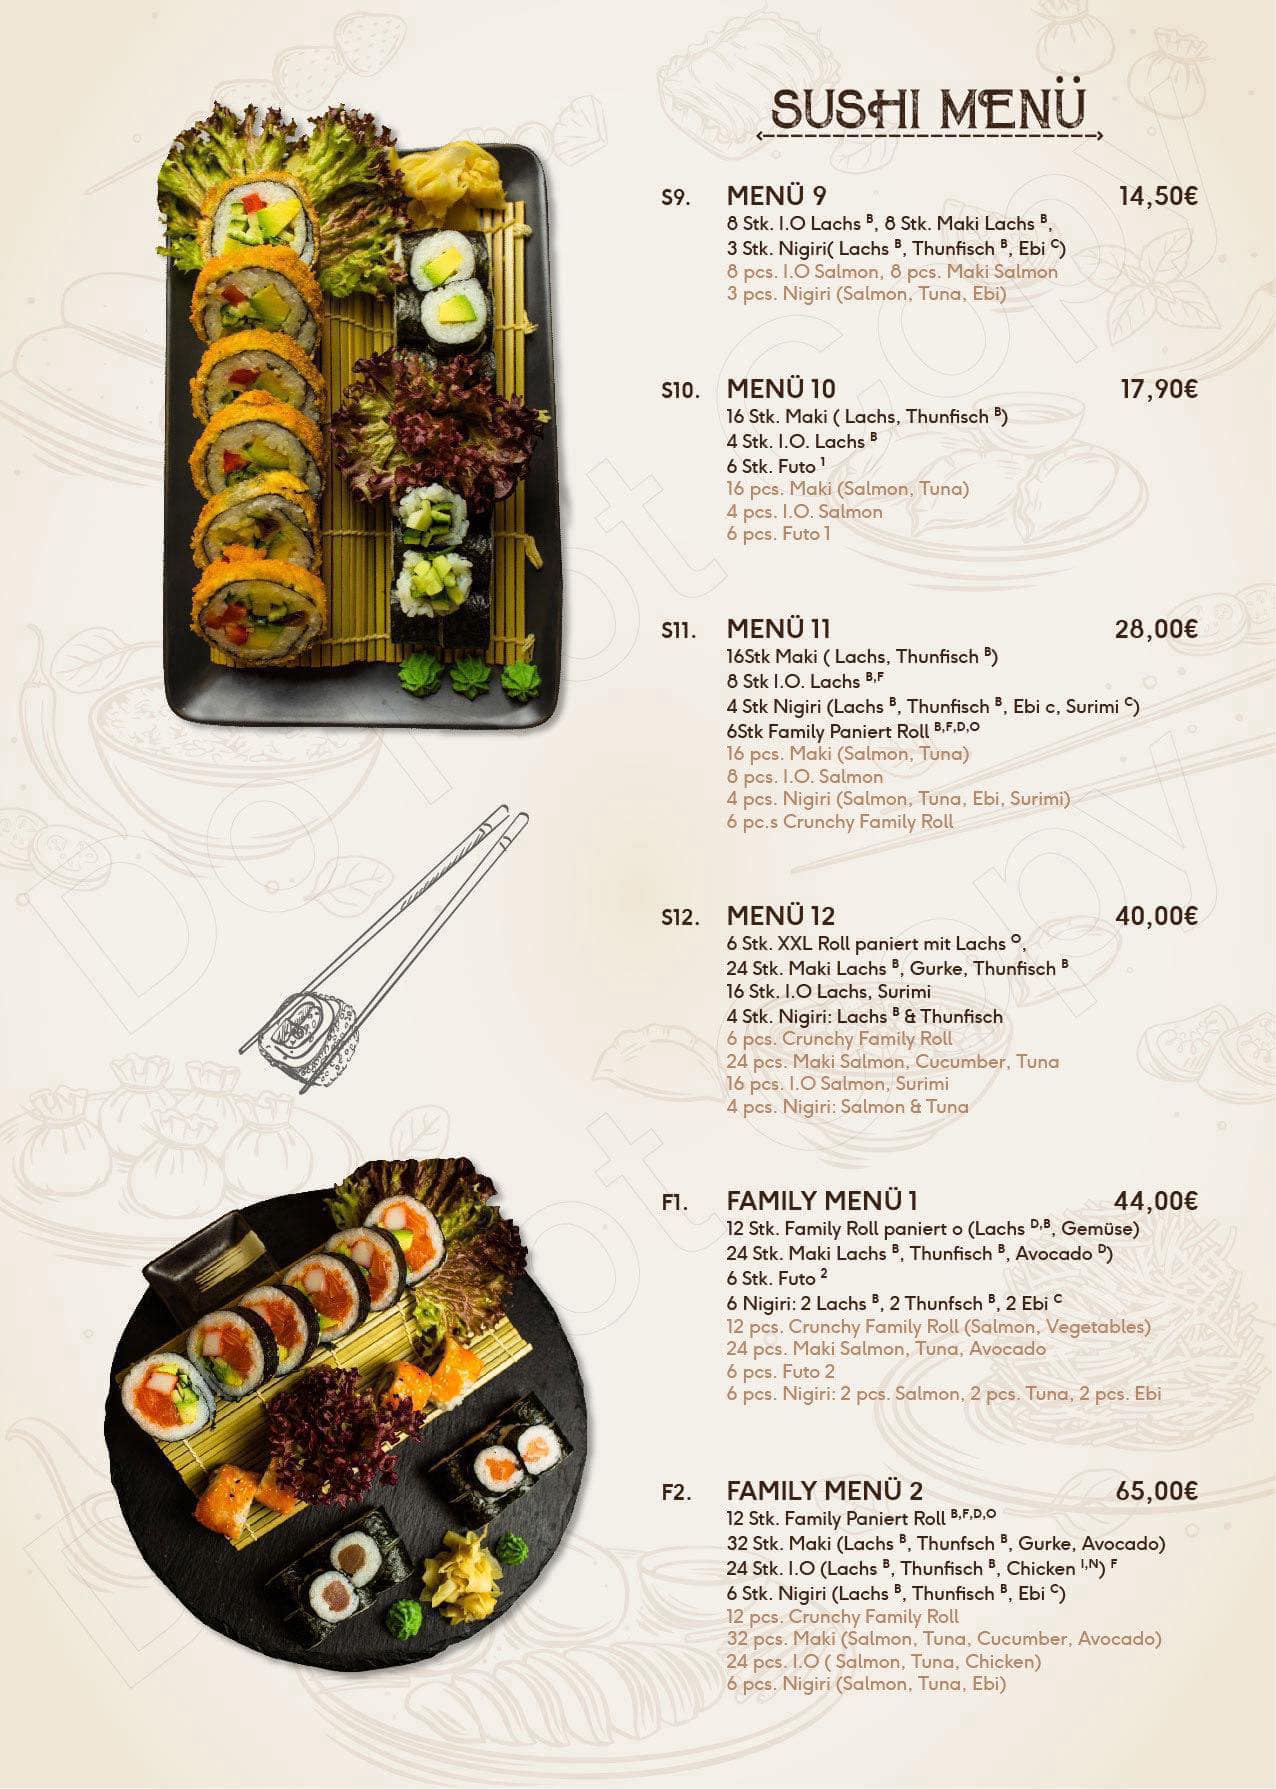 SUSHI MENÜ
S9. MENÜ 9 14,50€
8 Stk. I.O Lachs B, 8 Stk. Maki Lachs B,
3 Stk. Nigiri( Lachs B, Thunfisch B, Ebi C)
8 pcs. I.O Salmon, 8 pcs. Maki Salmon
3 pcs. Nigiri (Salmon, Tuna, Ebi)
S10. MENÜ 10 17,90€
16 Stk. Maki ( Lachs, Thunfisch B)
4 Stk. I.O. Lachs B
6 Stk. Futo 1
16 pcs. Maki (Salmon, Tuna)
4 pcs. I.O. Salmon
6 pcs. Futo 1
S11. MENÜ 11 28,00€
16Stk Maki ( Lachs, Thunfisch B)
8 Stk I.O. Lachs B,F
4 Stk Nigiri (Lachs B, Thunfisch B, Ebi c, Surimi C)
6Stk Family Paniert Roll B,F,D,O
16 pcs. Maki (Salmon, Tuna)
8 pcs. I.O. Salmon
4 pcs. Nigiri (Salmon, Tuna, Ebi, Surimi)
6 pc.s Crunchy Family Roll
S12. MENÜ 12 40,00€
6 Stk. XXL Roll paniert mit Lachs O,
24 Stk. Maki Lachs B, Gurke, Thunfisch B
16 Stk. I.O Lachs, Surimi
4 Stk. Nigiri: Lachs B & Thunfisch
6 pcs. Crunchy Family Roll
24 pcs. Maki Salmon, Cucumber, Tuna
16 pcs. I.O Salmon, Surimi
4 pcs. Nigiri: Salmon & Tuna
F1. FAMILY MENÜ 1 44,00€
12 Stk. Family Roll paniert o (Lachs D,B, Gemüse)
24 Stk. Maki Lachs B, Thunfisch B, Avocado D)
6 Stk. Futo 2
6 Nigiri: 2 Lachs B, 2 Thunfsch B, 2 Ebi C
12 pcs. Crunchy Family Roll (Salmon, Vegetables)
24 pcs. Maki Salmon, Tuna, Avocado
6 pcs. Futo 2
6 pcs. Nigiri: 2 pcs. Salmon, 2 pcs. Tuna, 2 pcs. Ebi
F2. FAMILY MENÜ 2 65,00€
12 Stk. Family Paniert Roll B,F,D,O
32 Stk. Maki (Lachs B, Thunfsch B, Gurke, Avocado)
24 Stk. I.O (Lachs B, Thunfisch B, Chicken I,N) F
6 Stk. Nigiri (Lachs B, Thunfisch B, Ebi C)
12 pcs. Crunchy Family Roll
32 pcs. Maki (Salmon, Tuna, Cucumber, Avocado)
24 pcs. I.O ( Salmon, Tuna, Chicken)
6 pcs. Nigiri (Salmon, Tuna, Ebi)
Do Not Copy
Do Not Copy